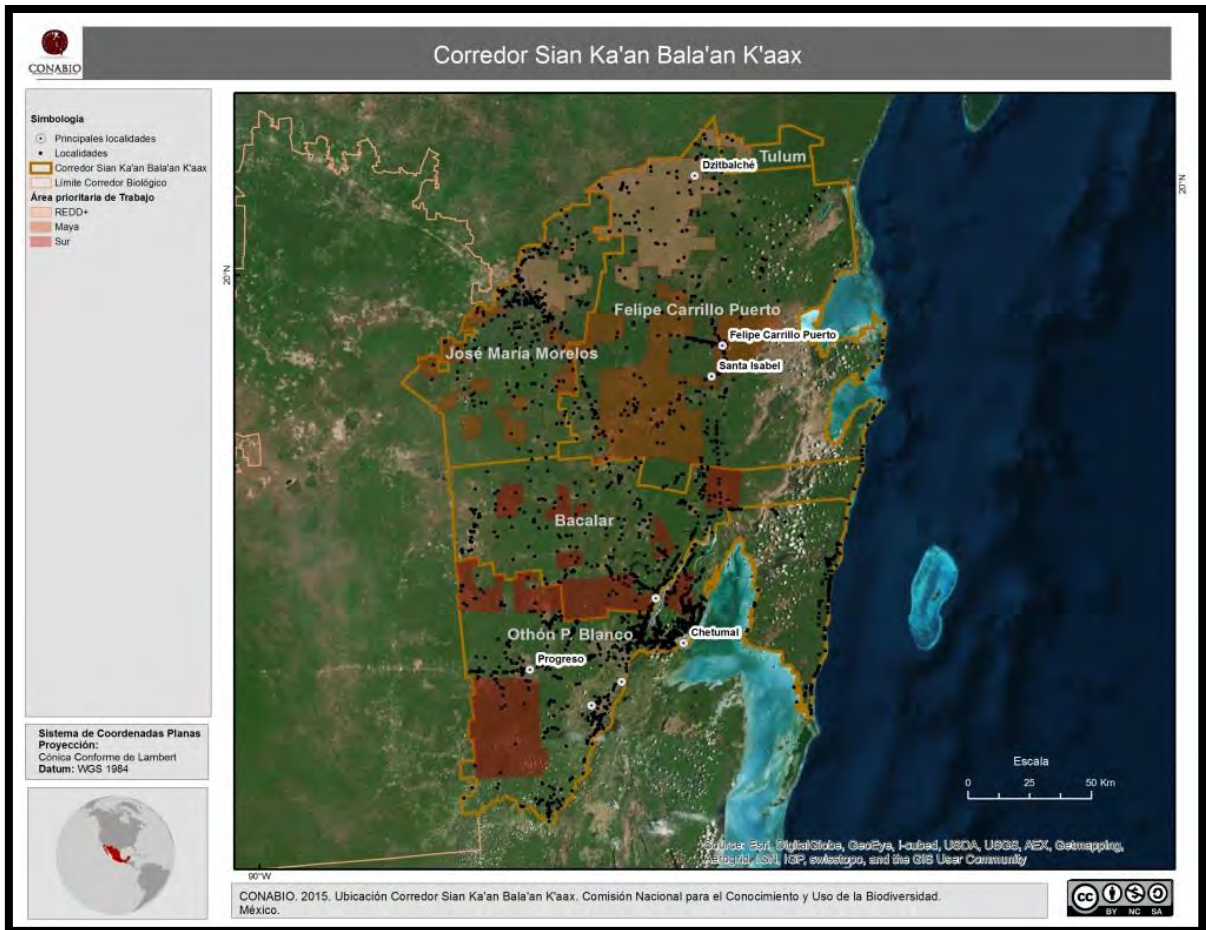 CONABIO
Corredor Sian Ka'an Bala'an K'aax
Simbología
Principales localidades
Localidades
Corredor Sian Ka'an Bala'an K'aax
Límite Corredor Biológico
Área prioritaria de Trabajo
REDD+
Maya
Sur
20°N
20°N
Tulum
Dzitbalché
Felipe Carrillo Puerto
Felipe Carrillo Puerto
José María Morelos
Santa Isabel
Bacalar
Othón P. Blanco
Chetumal
Progreso
Escala
0 25 50 Km
Source: Esri, DigitalGlobe, GeoEye, i-cubed, USDA, USGS, AEX, Getmapping,
Aerogrid, IGN, IGP, swisstopo, and the GIS User Community
90°W
Sistema de Coordenadas Planas
Proyección:
Cónica Conforme de Lambert
Datum: WGS 1984
CONABIO. 2015. Ubicación Corredor Sian Ka'an Bala'an K'aax. Comisión Nacional para el Conocimiento y Uso de la Biodiversidad.
México.
cc
BY NC SA